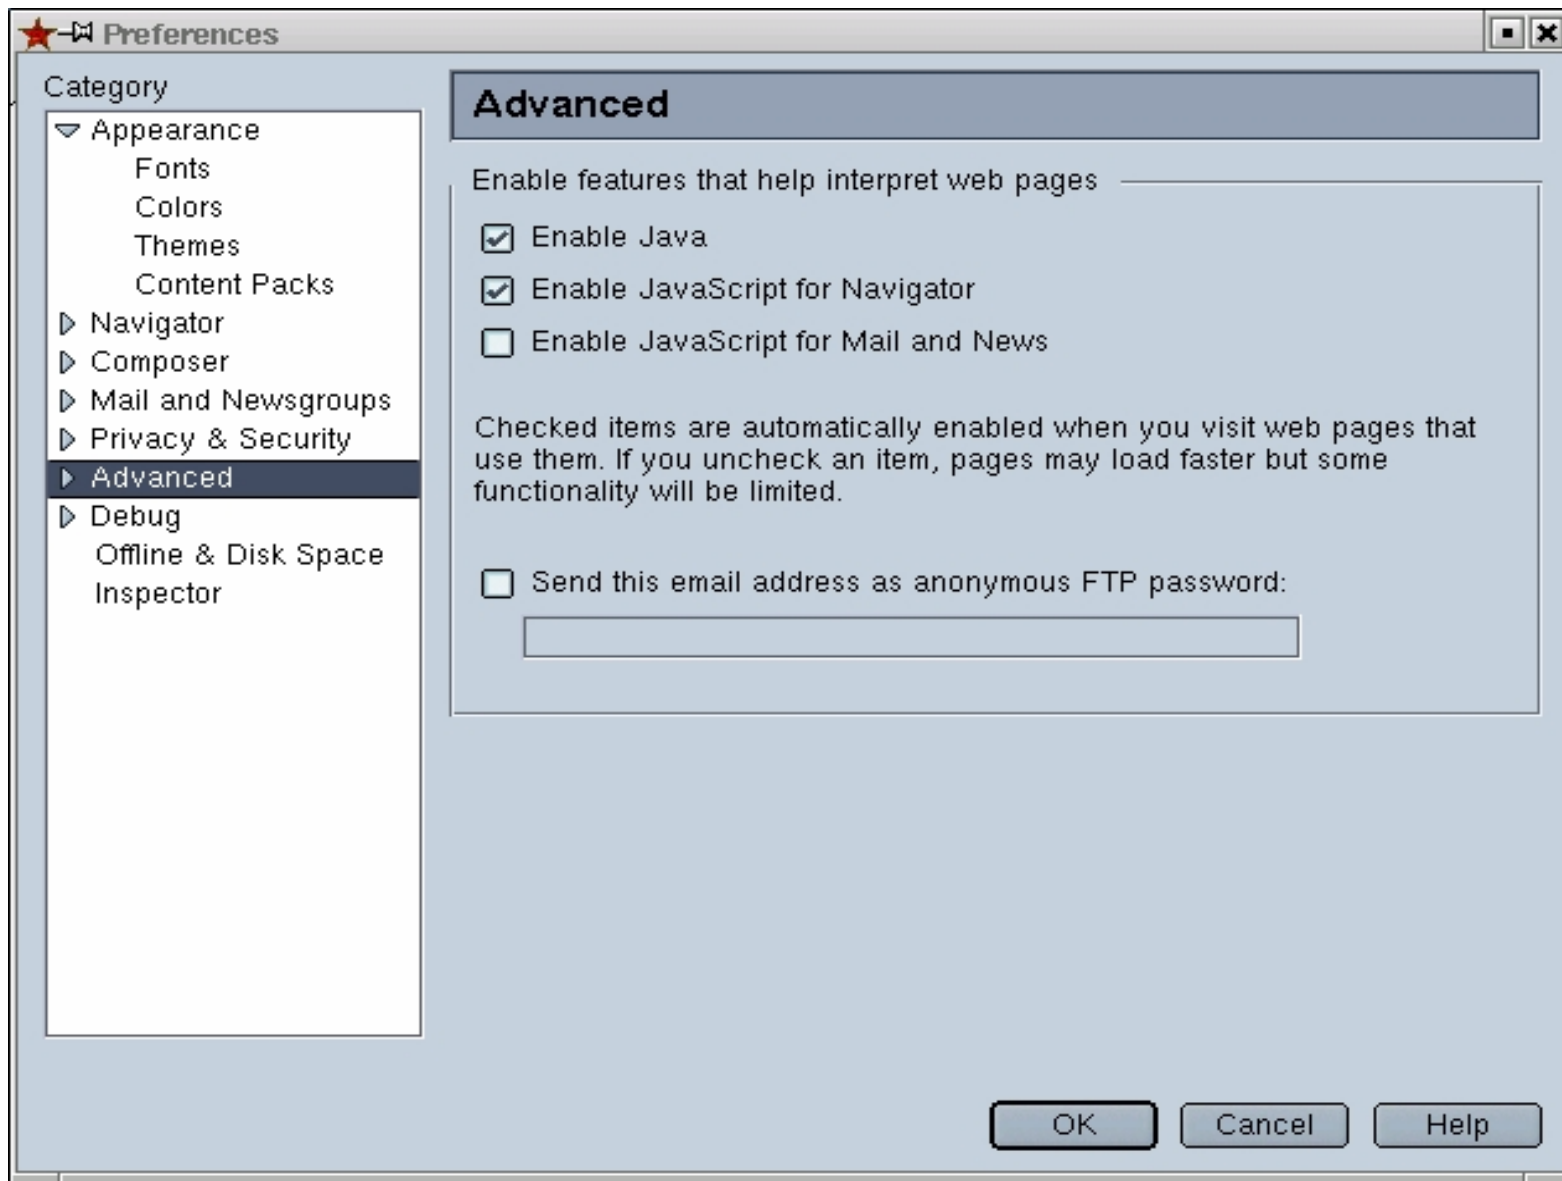 Preferences
Category
Appearance
Fonts
Colors
Themes
Content Packs
Navigator
Composer
Mail and Newsgroups
Privacy & Security
Advanced
Debug
Offline & Disk Space
Inspector
Advanced
Enable features that help interpret web pages
Enable Java
Enable JavaScript for Navigator
Enable JavaScript for Mail and News
Checked items are automatically enabled when you visit web pages that
use them. If you uncheck an item, pages may load faster but some
functionality will be limited.
Send this email address as anonymous FTP password:
OK
Cancel
Help